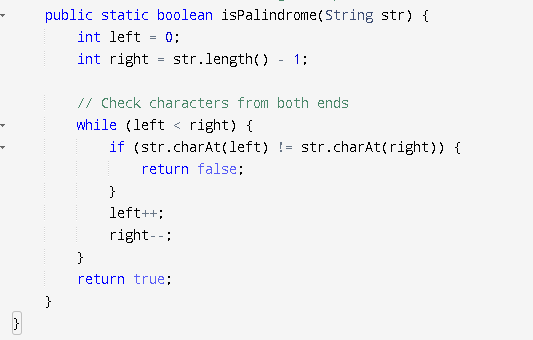 public static boolean isPalindrome(String str) {
int left = 0;
int right = str.length() - 1;
// Check characters from both ends
while (left < right) {
if (str.charAt(left) != str.charAt(right)) {
return false;
}
left++;
right--;
}
return true;
}
}